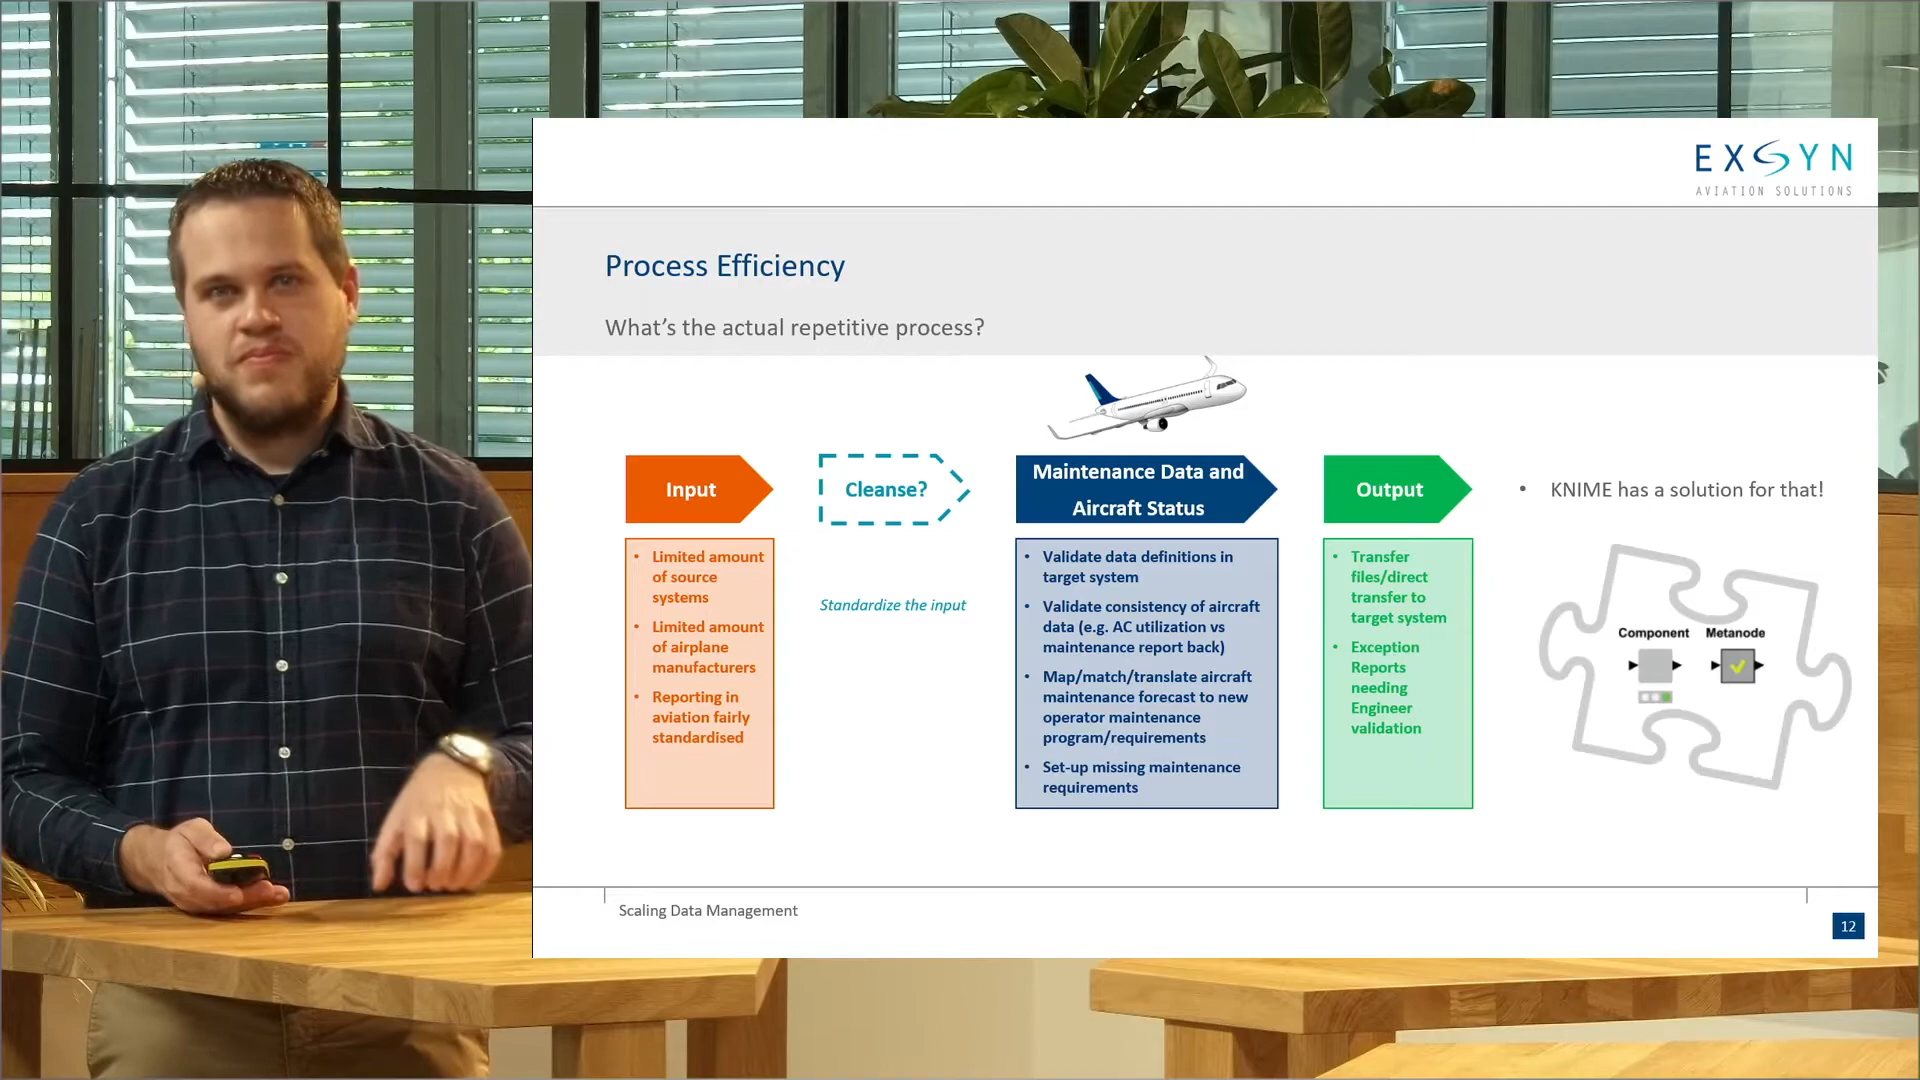 EXSYN
AVIATION SOLUTIONS
Process Efficiency
What's the actual repetitive process?
Input
• Limited amount
of source
systems
• Limited amount
of airplane
manufacturers
• Reporting in
aviation fairly
standardised
Cleanse?
Standardize the input
Maintenance Data and
Aircraft Status
• Validate data definitions in
target system
• Validate consistency of aircraft
data (e.g. AC utilization vs
maintenance report back)
• Map/match/translate aircraft
maintenance forecast to new
operator maintenance
program/requirements
• Set-up missing maintenance
requirements
Output
• Transfer
files/direct
transfer to
target system
• Exception
Reports
needing
Engineer
validation
• KNIME has a solution for that!
Component Metanode
Scaling Data Management
12